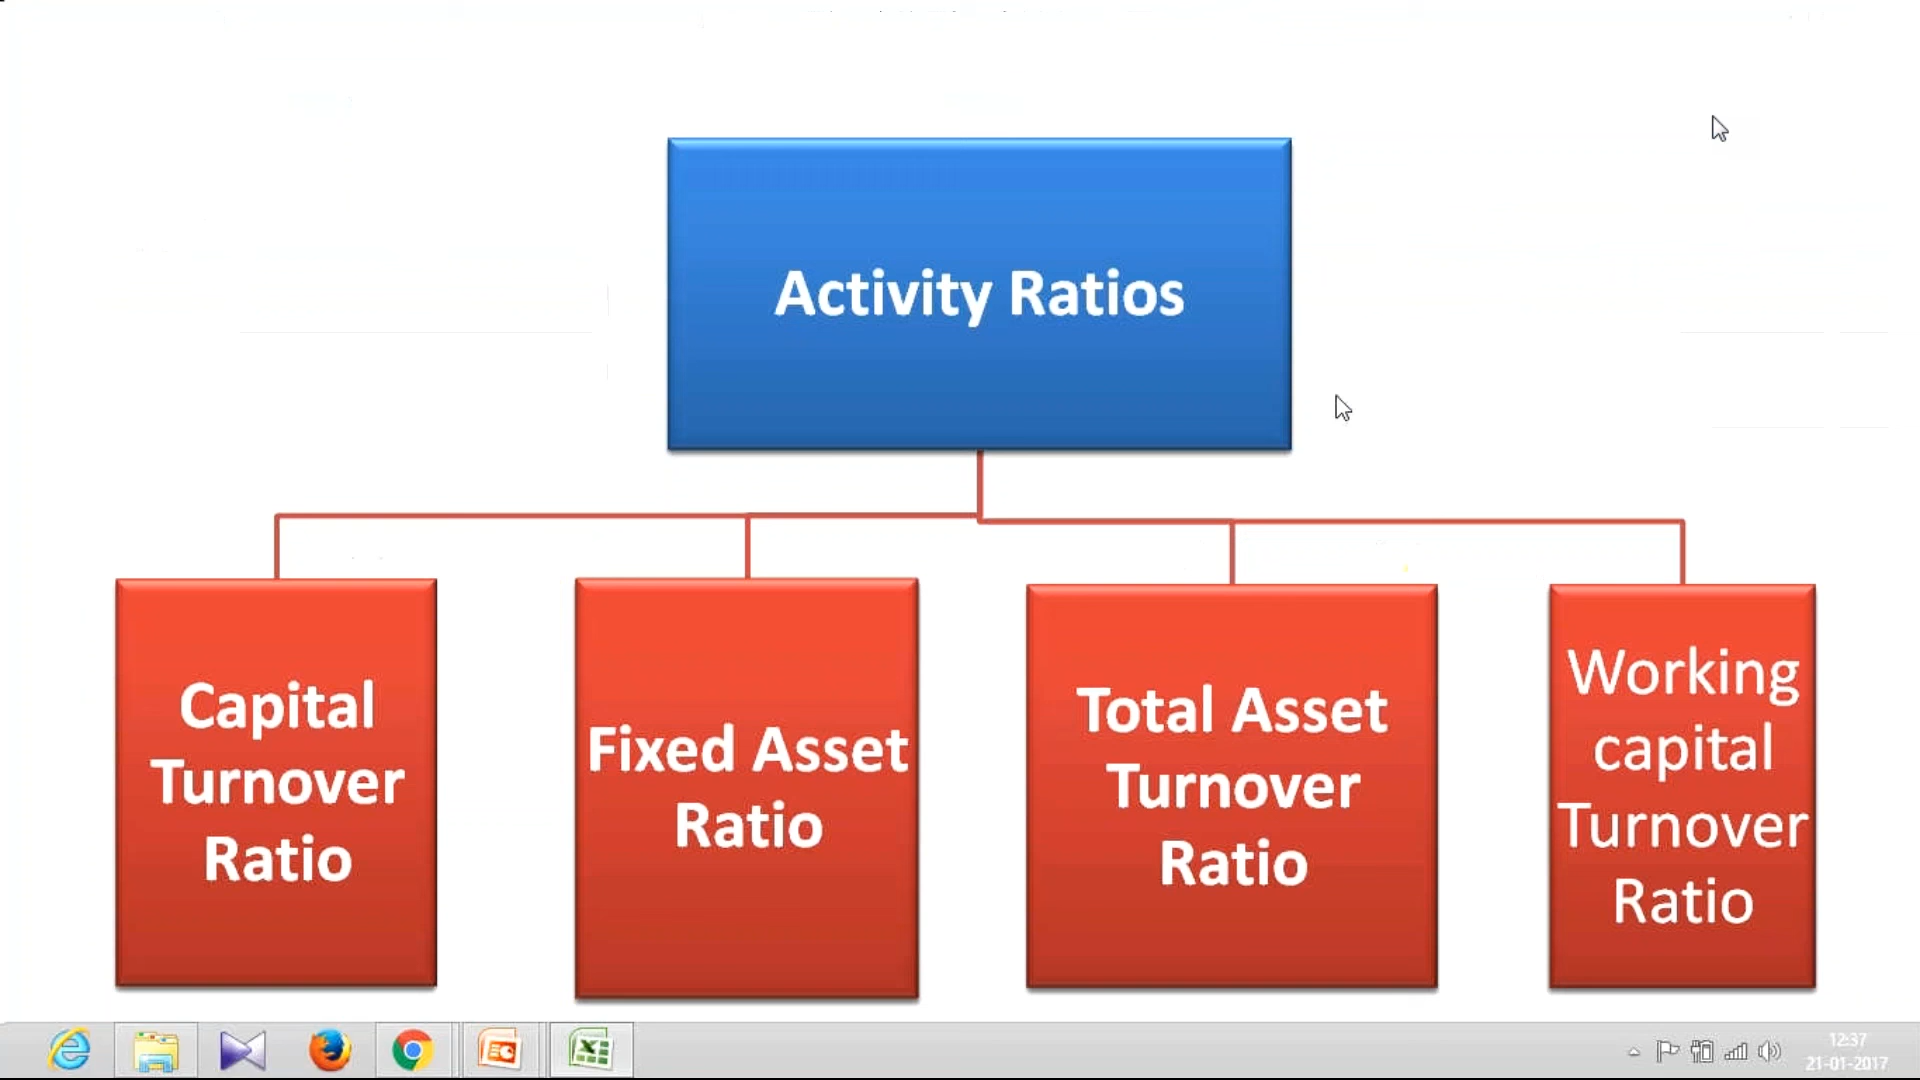 Activity Ratios
Capital
Turnover
Ratio
Fixed Asset
Ratio
Total Asset
Turnover
Ratio
Working
capital
Turnover
Ratio
12:37
21-01-2017